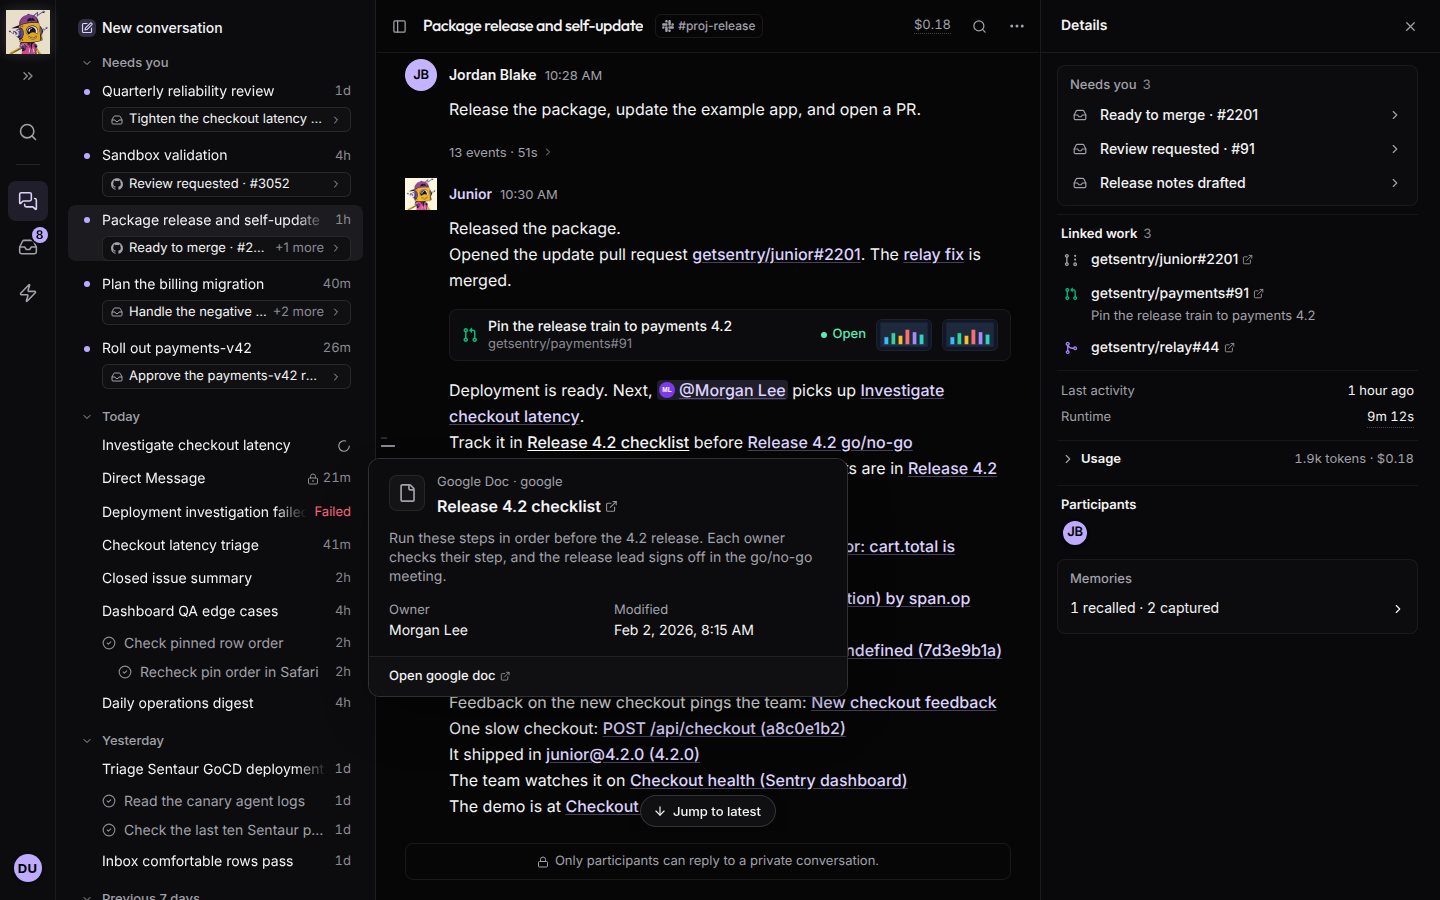 New conversation
Needs you
Quarterly reliability review 1d
Tighten the checkout latency ...
Sandbox validation 4h
Review requested · #3052
Package release and self-update 1h
Ready to merge · #2... +1 more
8
Plan the billing migration 40m
Handle the negative ... +2 more
Roll out payments-v42 26m
Approve the payments-v42 r...
Today
Investigate checkout latency
Direct Message 21m
Deployment investigation failed Failed
Checkout latency triage 41m
Closed issue summary 2h
Dashboard QA edge cases 4h
Check pinned row order 2h
Recheck pin order in Safari 2h
Daily operations digest 4h
Yesterday
Triage Sentaur GoCD deployment 1d
Read the canary agent logs 1d
Check the last ten Sentaur p... 1d
Inbox comfortable rows pass 1d
Previous 7 days
DU
Package release and self-update #proj-release $0.18
JB Jordan Blake 10:28 AM
Release the package, update the example app, and open a PR.
13 events · 51s
Junior 10:30 AM
Released the package.
Opened the update pull request getsentry/junior#2201. The relay fix is
merged.
Pin the release train to payments 4.2
getsentry/payments#91
Open
Deployment is ready. Next, ML @Morgan Lee picks up Investigate
checkout latency.
Track it in Release 4.2 checklist before Release 4.2 go/no-go
ts are in Release 4.2
or: cart.total is
tion) by span.op
ndefined (7d3e9b1a)
Google Doc · google
Release 4.2 checklist
Run these steps in order before the 4.2 release. Each owner
checks their step, and the release lead signs off in the go/no-go
meeting.
Owner Modified
Morgan Lee Feb 2, 2026, 8:15 AM
Open google doc
Feedback on the new checkout pings the team: New checkout feedback
One slow checkout: POST /api/checkout (a8c0e1b2)
It shipped in junior@4.2.0 (4.2.0)
The team watches it on Checkout health (Sentry dashboard)
The demo is at Checkout
Jump to latest
Only participants can reply to a private conversation.
Details
Needs you 3
Ready to merge · #2201
Review requested · #91
Release notes drafted
Linked work 3
getsentry/junior#2201
getsentry/payments#91
Pin the release train to payments 4.2
getsentry/relay#44
Last activity 1 hour ago
Runtime 9m 12s
Usage 1.9k tokens · $0.18
Participants
JB
Memories
1 recalled · 2 captured